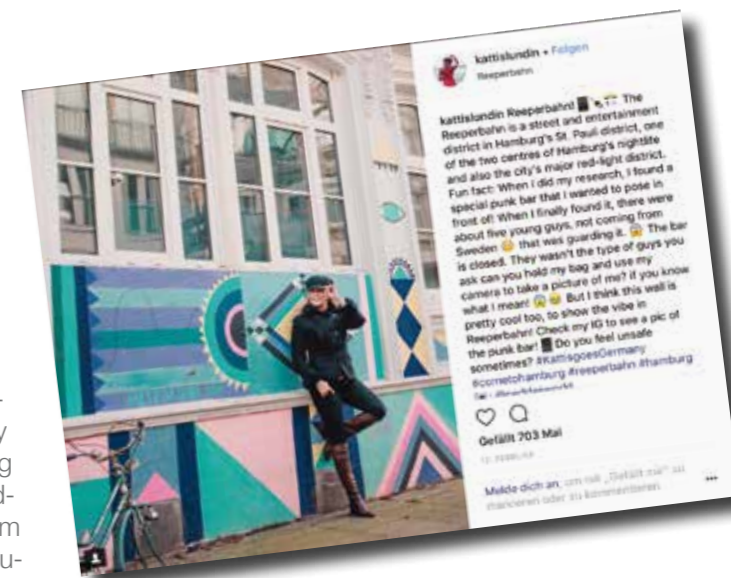 kattislundin • Folgen
Reeperbahn
kattislundin Reeperbahn! The
Reeperbahn is a street and entertainment
district in Hamburg's St. Pauli district, one
of the two centres of Hamburg's nightlife
and also the city's major red-light district.
Fun fact: When I did my research, I found a
special punk bar that I wanted to pose in
front of! When I finally found it, there were
about five young guys, not coming from
Sweden 😅 that was guarding it. 😱 The bar
is closed. They wasn't the type of guys you
ask can you hold my bag and use my
camera to take a picture of me? if you know
what I mean! 😱 😅 But I think this wall is
pretty cool too, to show the vibe in
Reeperbahn! Check my IG to see a pic of
the punk bar! Do you feel unsafe
sometimes? #KattisgoesGermany
#cometohamburg #reeperbahn #hamburg
Gefällt 703 Mal
12. FEBRUAR
Melde dich an, um mit „Gefällt mir“ zu
markieren oder zu kommentieren.
-
y
g
d-
m
u-